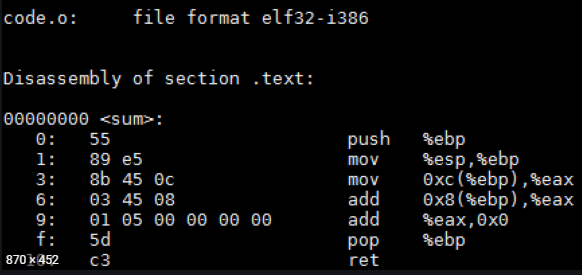 code.o:     file format elf32-i386
Disassembly of section .text:
00000000 <sum>:
0: 55 push %ebp
1: 89 e5 mov %esp,%ebp
3: 8b 45 0c mov 0xc(%ebp),%eax
6: 03 45 08 add 0x8(%ebp),%eax
9: 01 05 00 00 00 00 add %eax,0x0
f: 5d pop %ebp
870 × 452 c3 ret